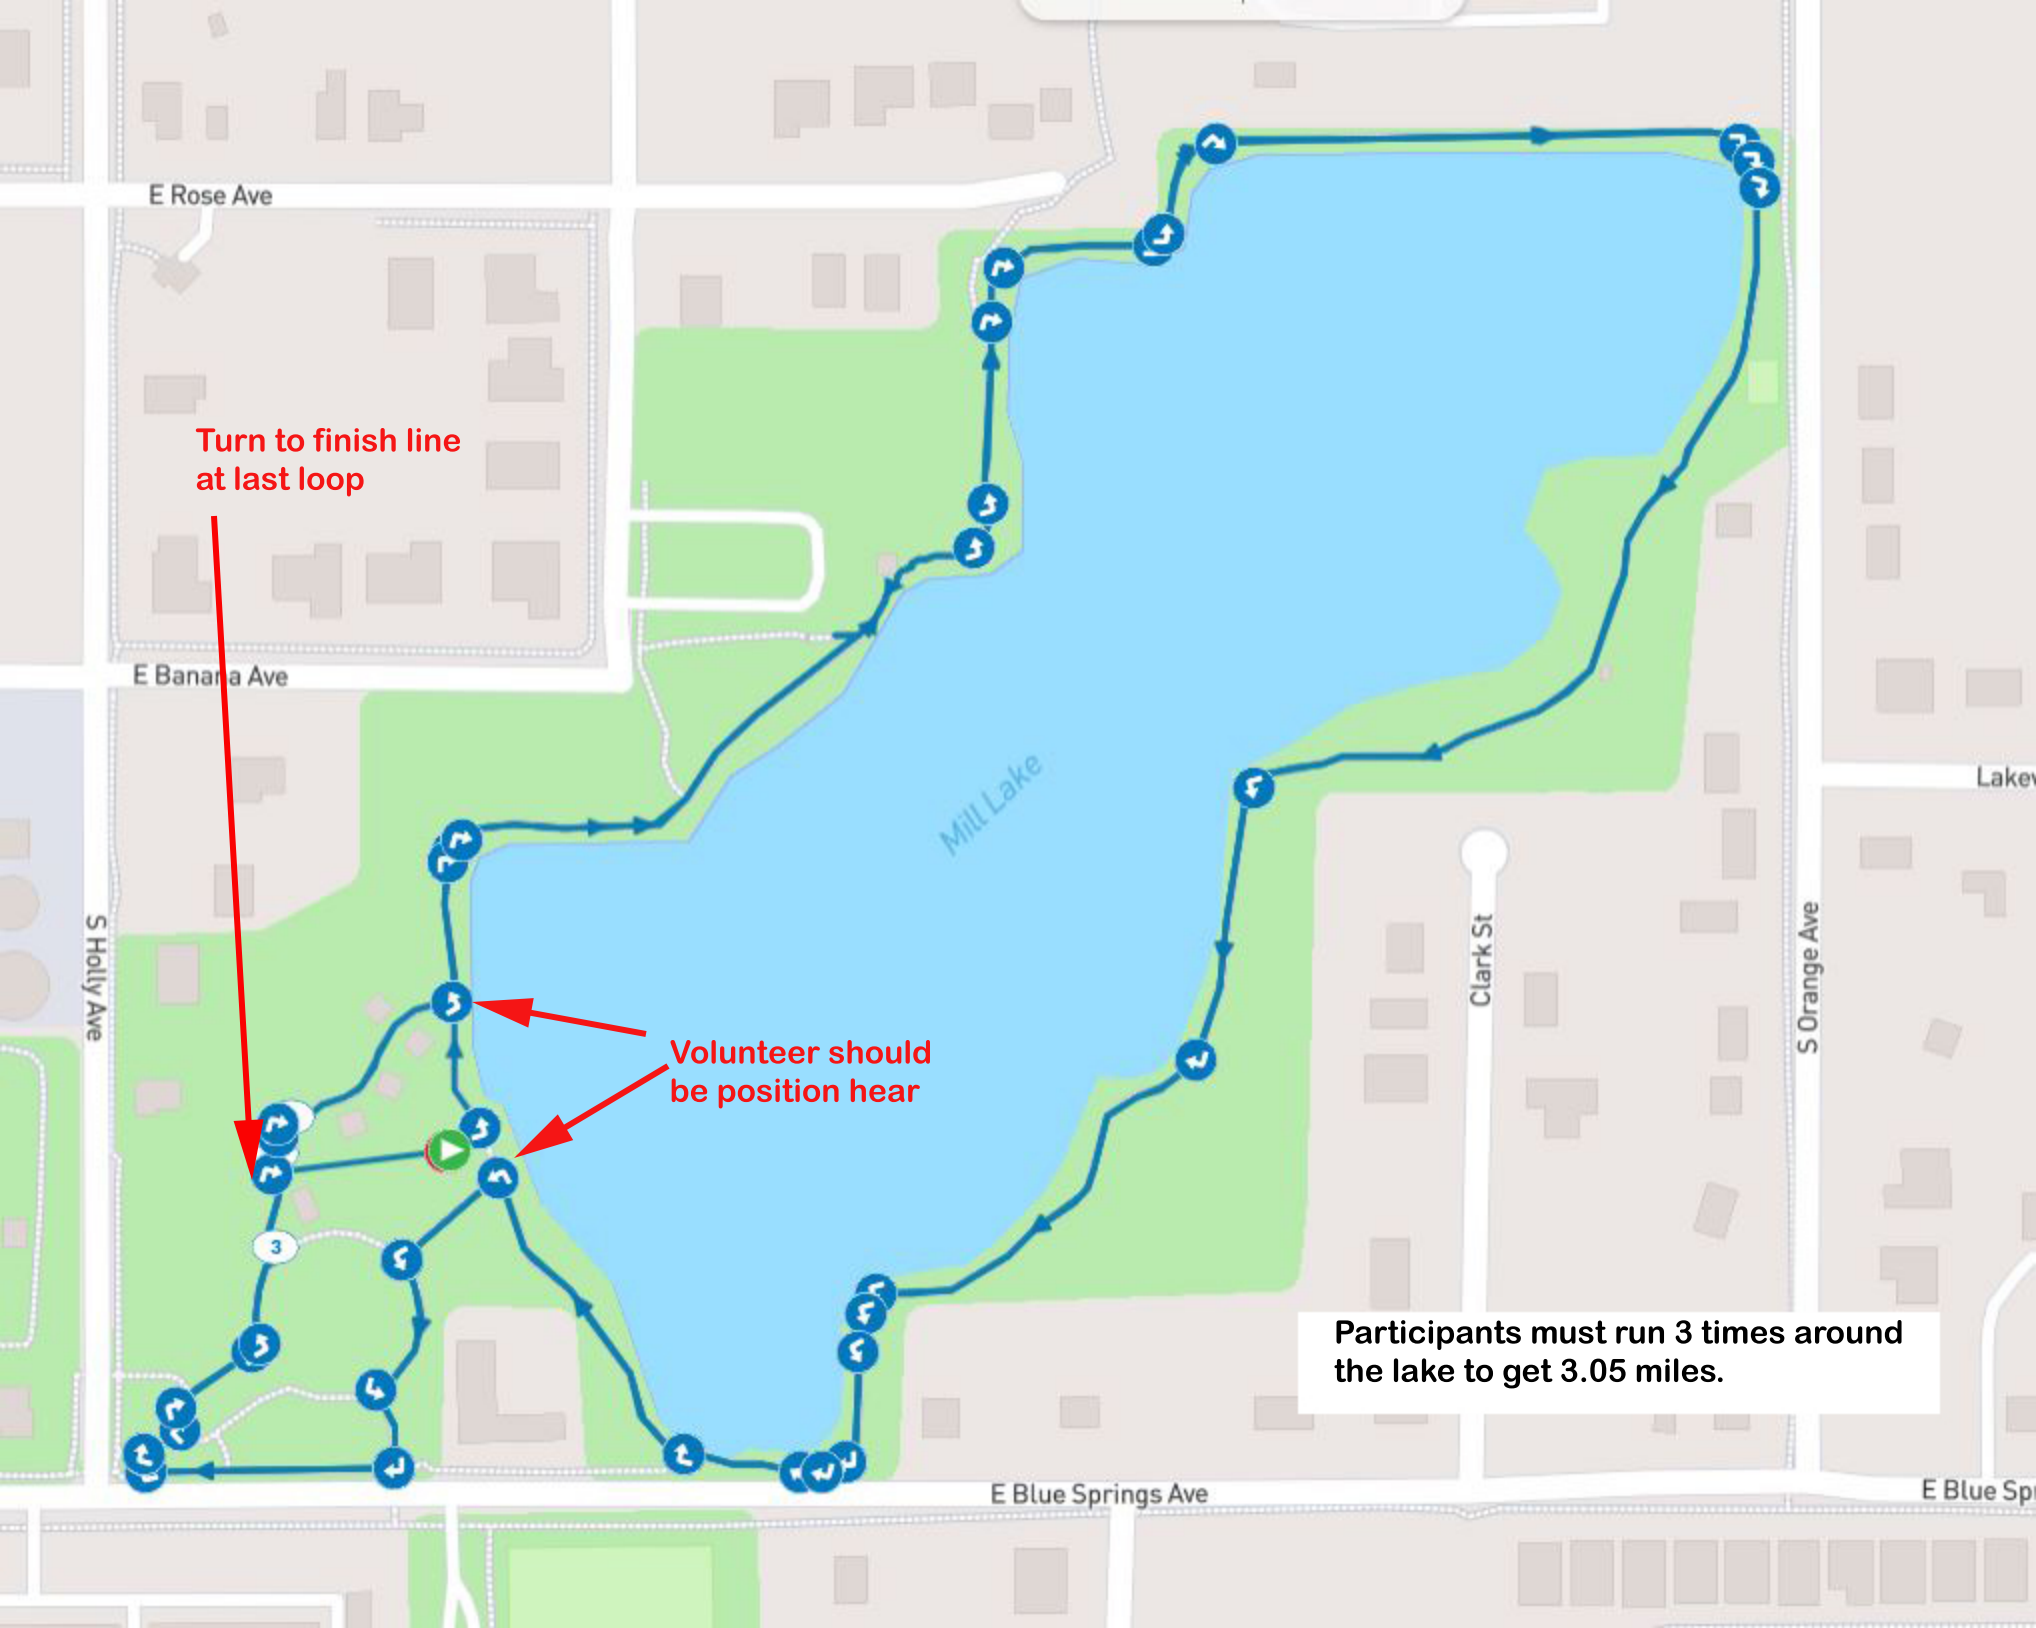 E Rose Ave
Turn to finish line
at last loop
E Banana Ave
Mill Lake
Lakev
S Holly Ave
Clark St
S Orange Ave
Volunteer should
be position hear
3
Participants must run 3 times around
the lake to get 3.05 miles.
E Blue Springs Ave
E Blue Spr